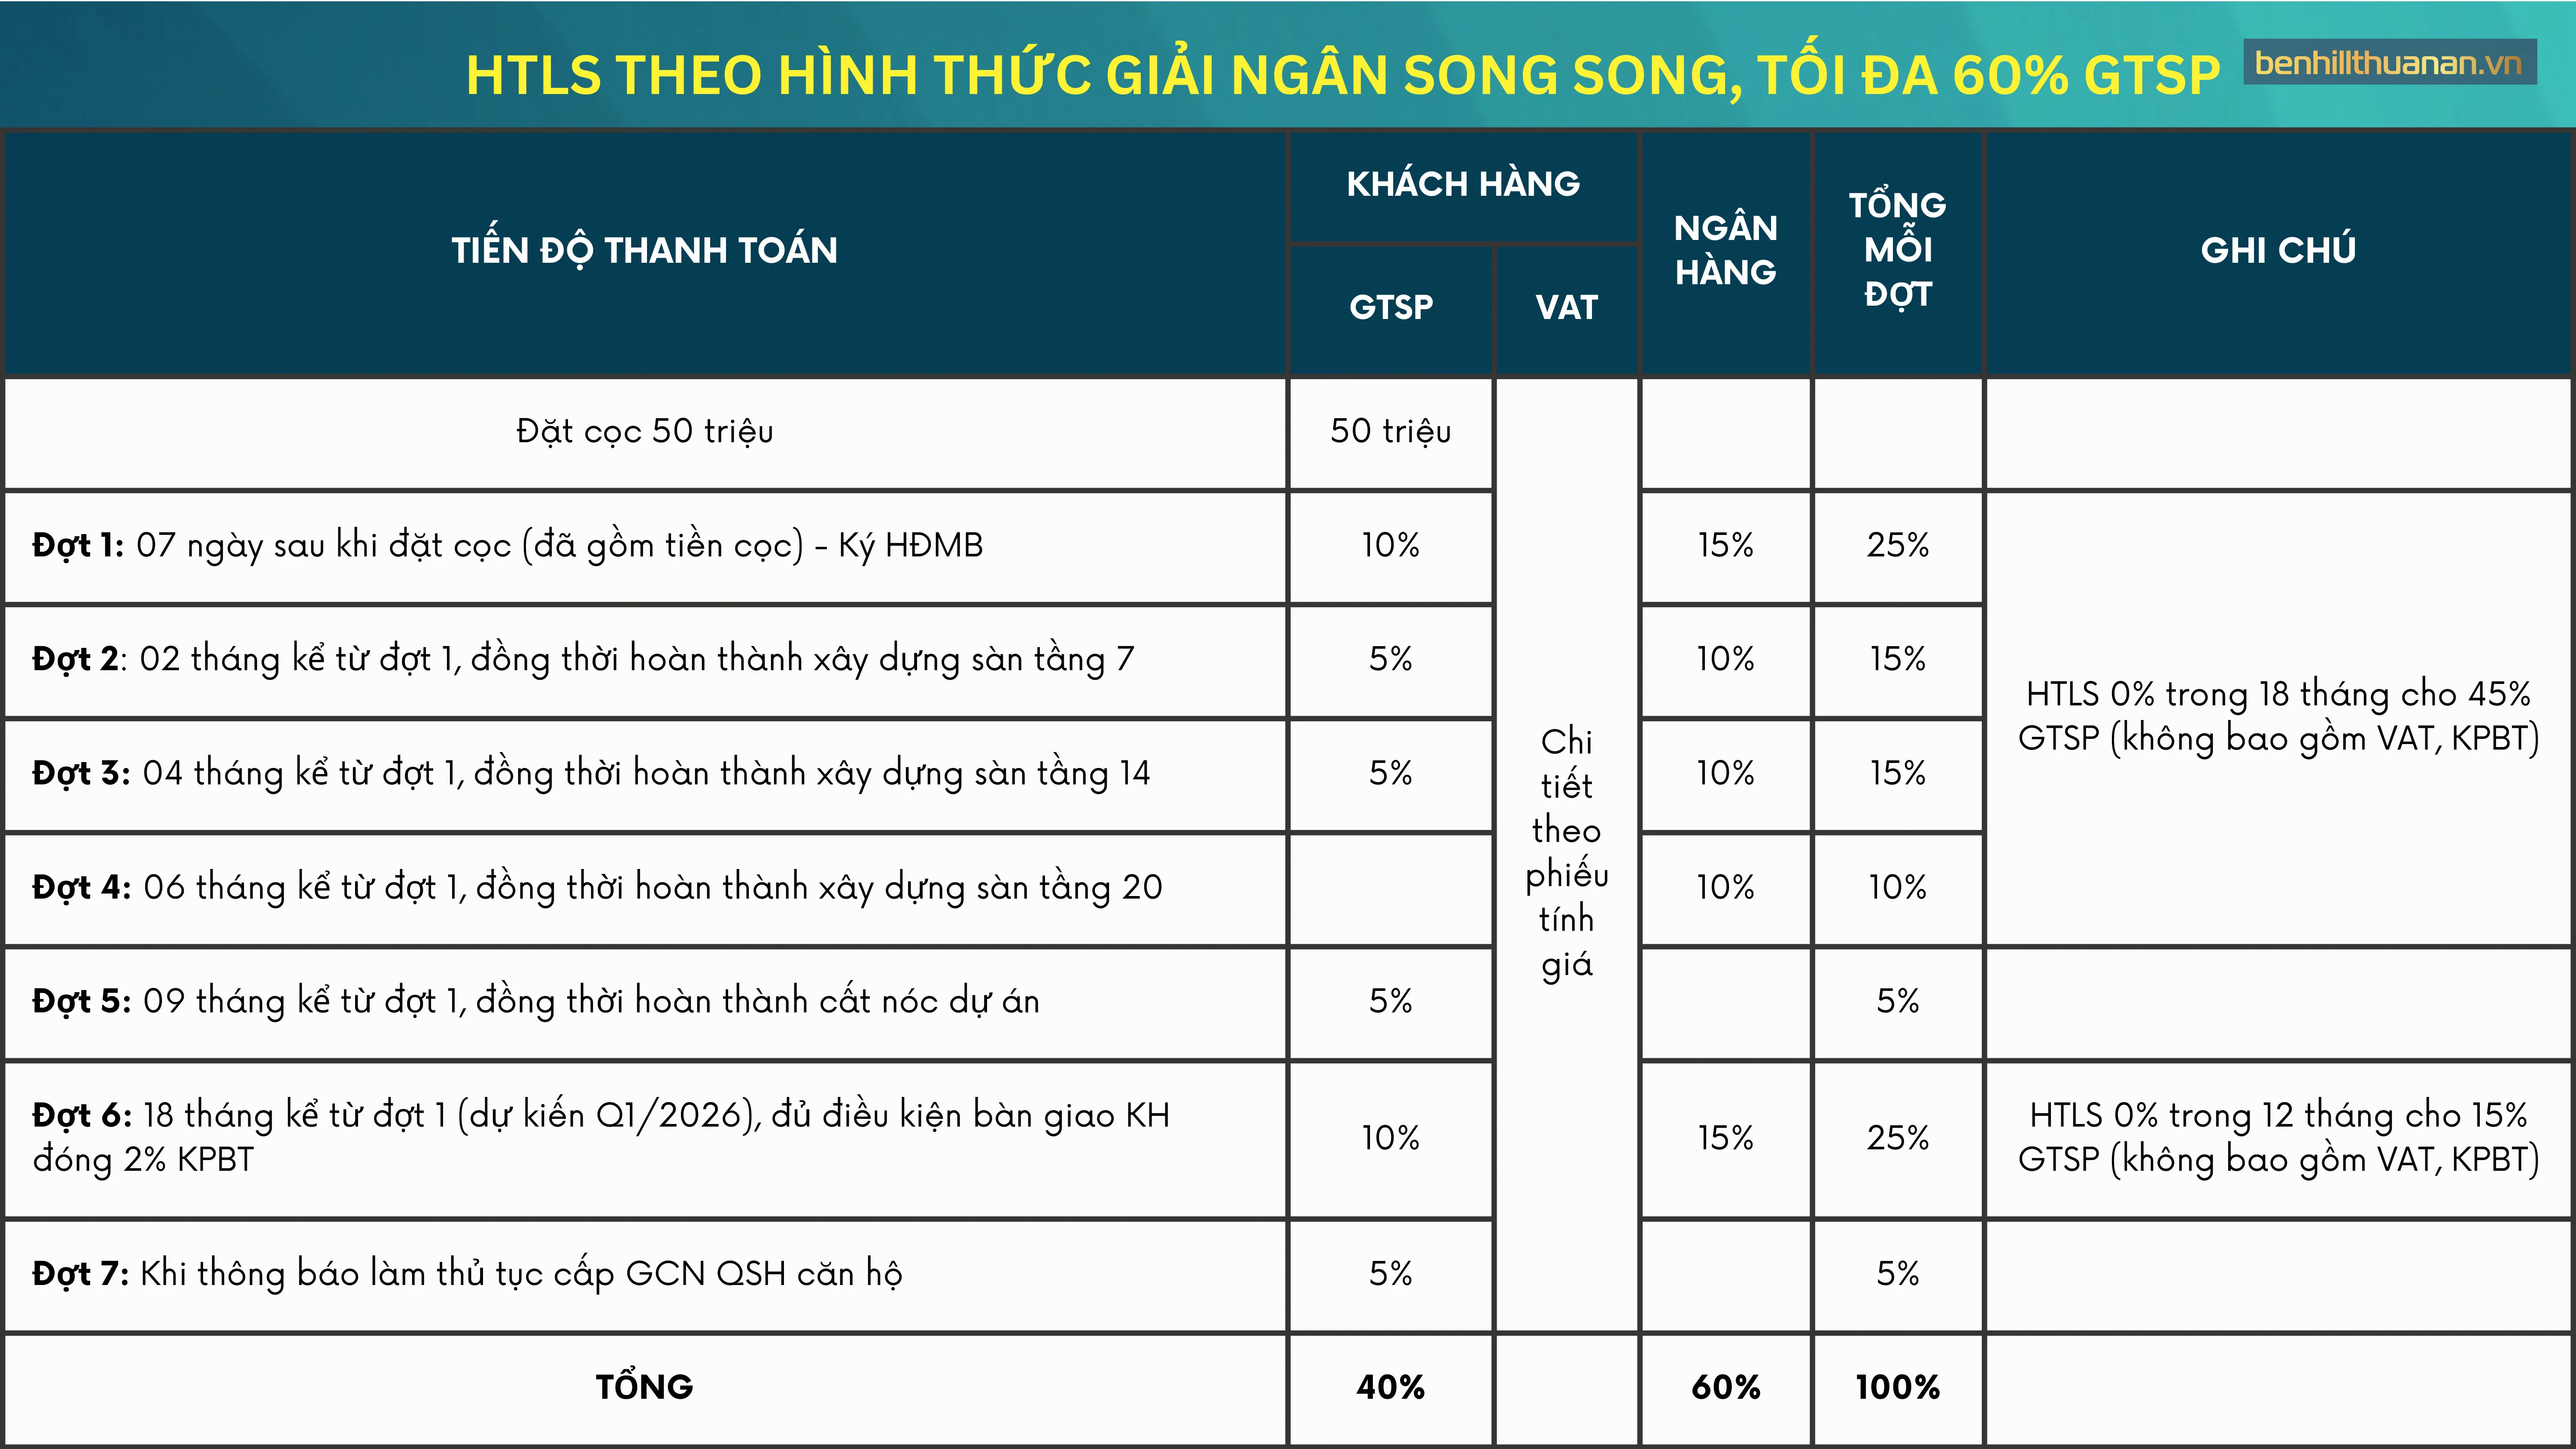 HTLS THEO HÌNH THỨC GIẢI NGÂN SONG SONG, TỐI ĐA 60% GTSP
benhillthuanan.vn
TIẾN ĐỘ THANH TOÁN
KHÁCH HÀNG
GTSP
VAT
NGÂN
HÀNG
TỔNG
MỖI
ĐỢT
GHI CHÚ
Đặt cọc 50 triệu
50 triệu
Chi
tiết
theo
phiếu
tính
giá
Đợt 1: 07 ngày sau khi đặt cọc (đã gồm tiền cọc) - Ký HĐMB
10%
15%
25%
HTLS 0% trong 18 tháng cho 45%
GTSP (không bao gồm VAT, KPBT)
Đợt 2: 02 tháng kể từ đợt 1, đồng thời hoàn thành xây dựng sàn tầng 7
5%
10%
15%
Đợt 3: 04 tháng kể từ đợt 1, đồng thời hoàn thành xây dựng sàn tầng 14
5%
10%
15%
Đợt 4: 06 tháng kể từ đợt 1, đồng thời hoàn thành xây dựng sàn tầng 20
10%
10%
Đợt 5: 09 tháng kể từ đợt 1, đồng thời hoàn thành cất nóc dự án
5%
5%
Đợt 6: 18 tháng kể từ đợt 1 (dự kiến Q1/2026), đủ điều kiện bàn giao KH
đóng 2% KPBT
10%
15%
25%
HTLS 0% trong 12 tháng cho 15%
GTSP (không bao gồm VAT, KPBT)
Đợt 7: Khi thông báo làm thủ tục cấp GCN QSH căn hộ
5%
5%
TỔNG
40%
60%
100%